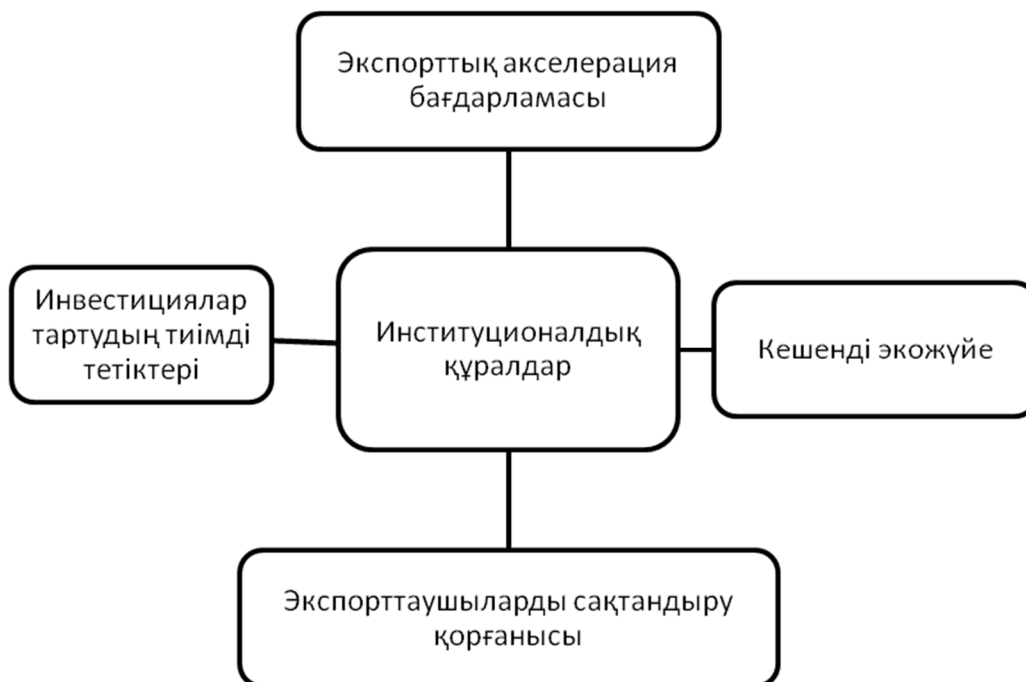 Экспорттық акселерация
бағдарламасы
Инвестициялар
тартудың тиімді
тетіктері
Институционалдық
құралдар
Кешенді экожүйе
Экспорттаушыларды сақтандыру
қорғанысы